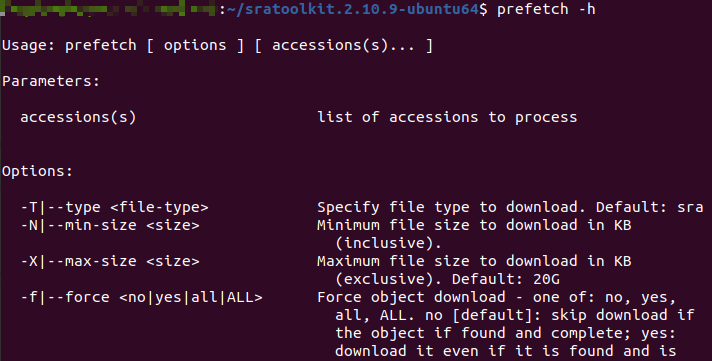 :~/sratoolkit.2.10.9-ubuntu64$ prefetch -h
Usage: prefetch [ options ] [ accessions(s)... ]
Parameters:
accessions(s) list of accessions to process
Options:
-T|--type <file-type> Specify file type to download. Default: sra
-N|--min-size <size> Minimum file size to download in KB
(inclusive).
-X|--max-size <size> Maximum file size to download in KB
(exclusive). Default: 20G
-f|--force <no|yes|all|ALL> Force object download - one of: no, yes,
all, ALL. no [default]: skip download if
the object if found and complete; yes:
download it even if it is found and is